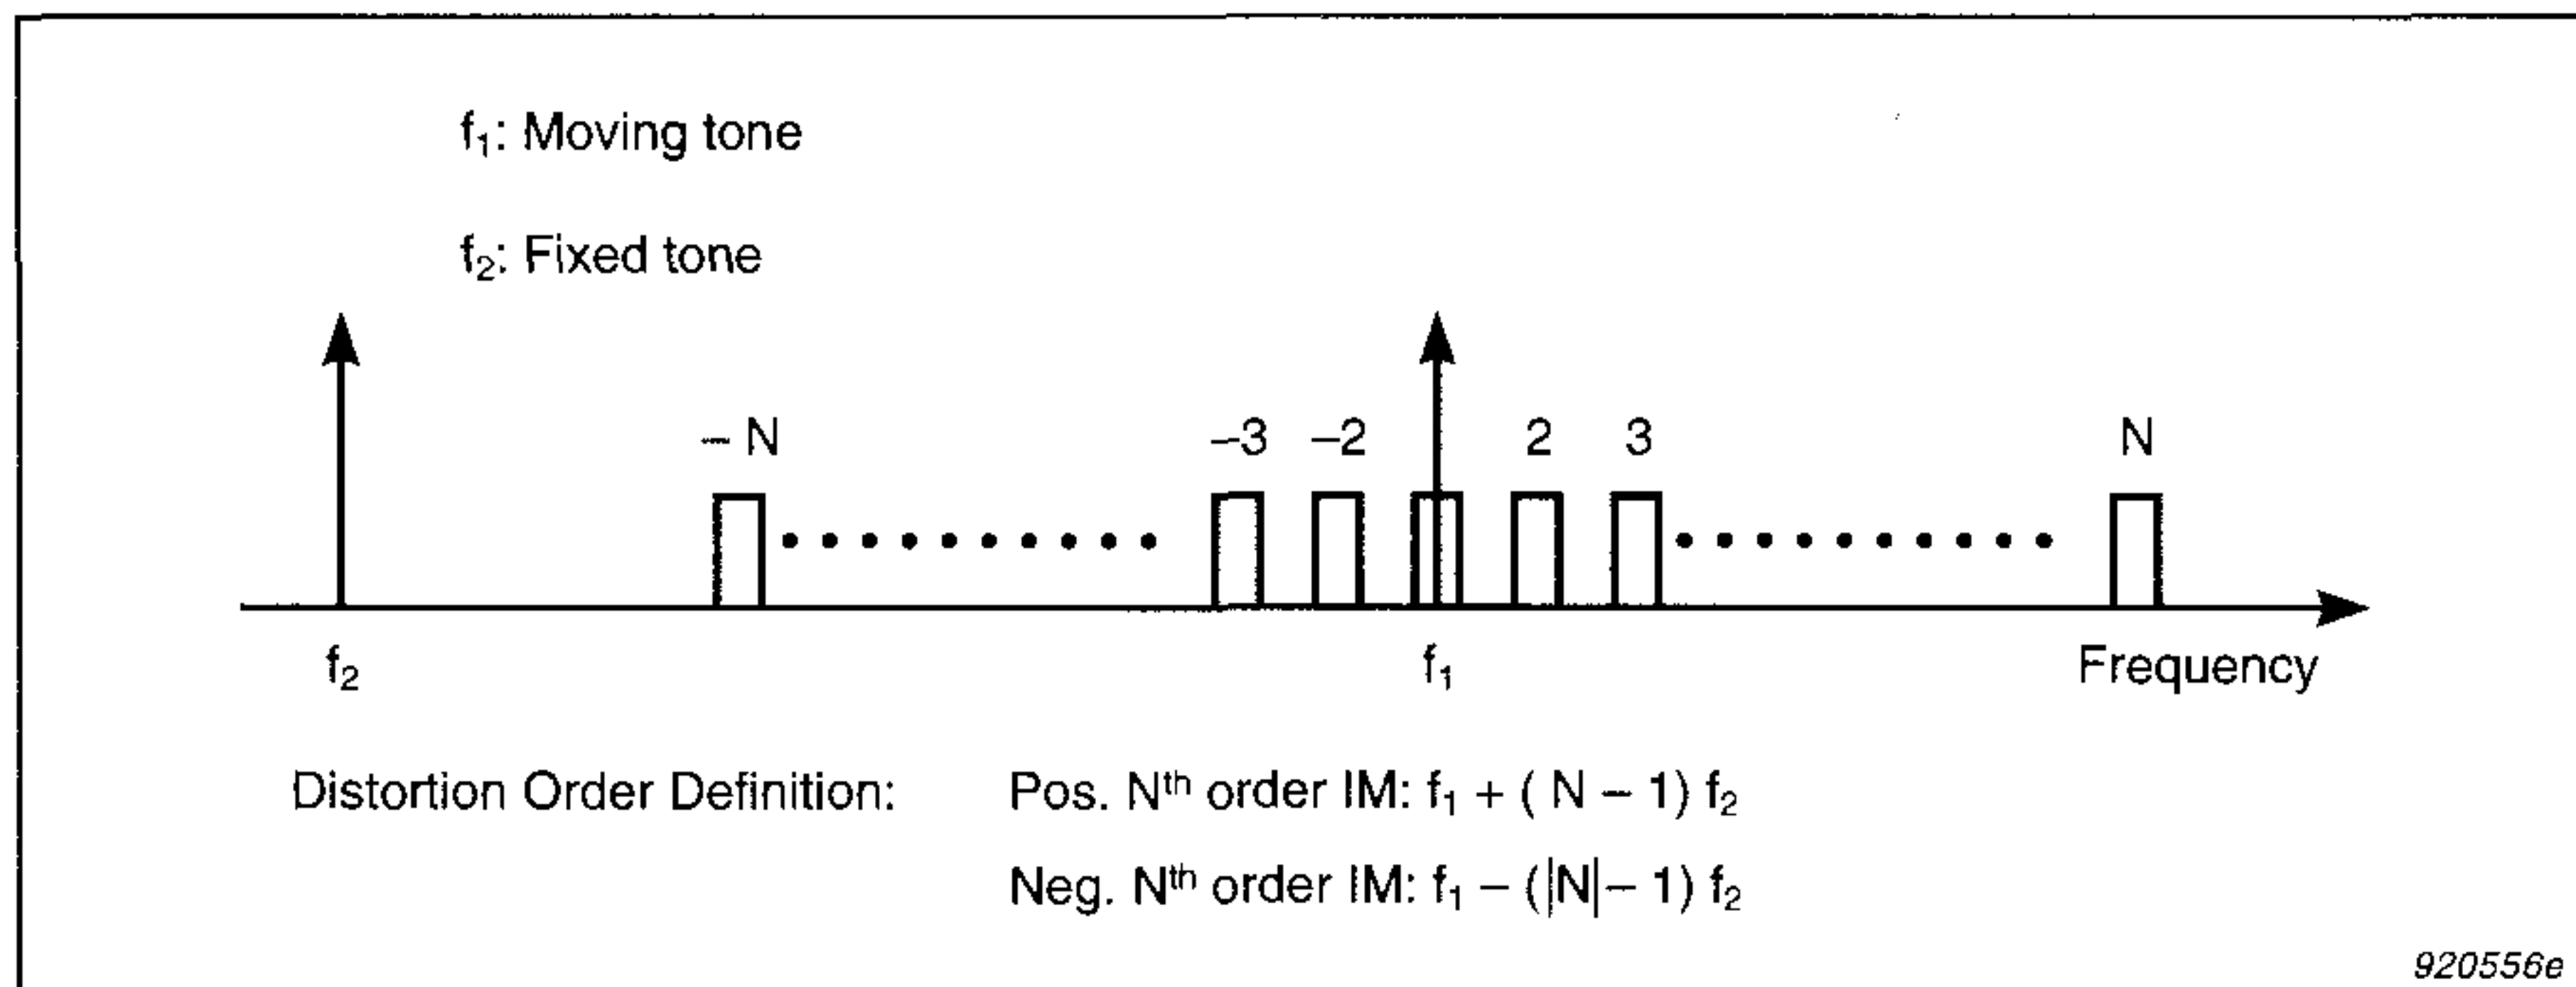 f₁: Moving tone
f₂: Fixed tone
– N –3 –2 2 3 N
f₂ f₁ Frequency
Distortion Order Definition: Pos. Nᵗʰ order IM: f₁ + ( N – 1) f₂
Neg. Nᵗʰ order IM: f₁ – (|N| – 1) f₂
920556e